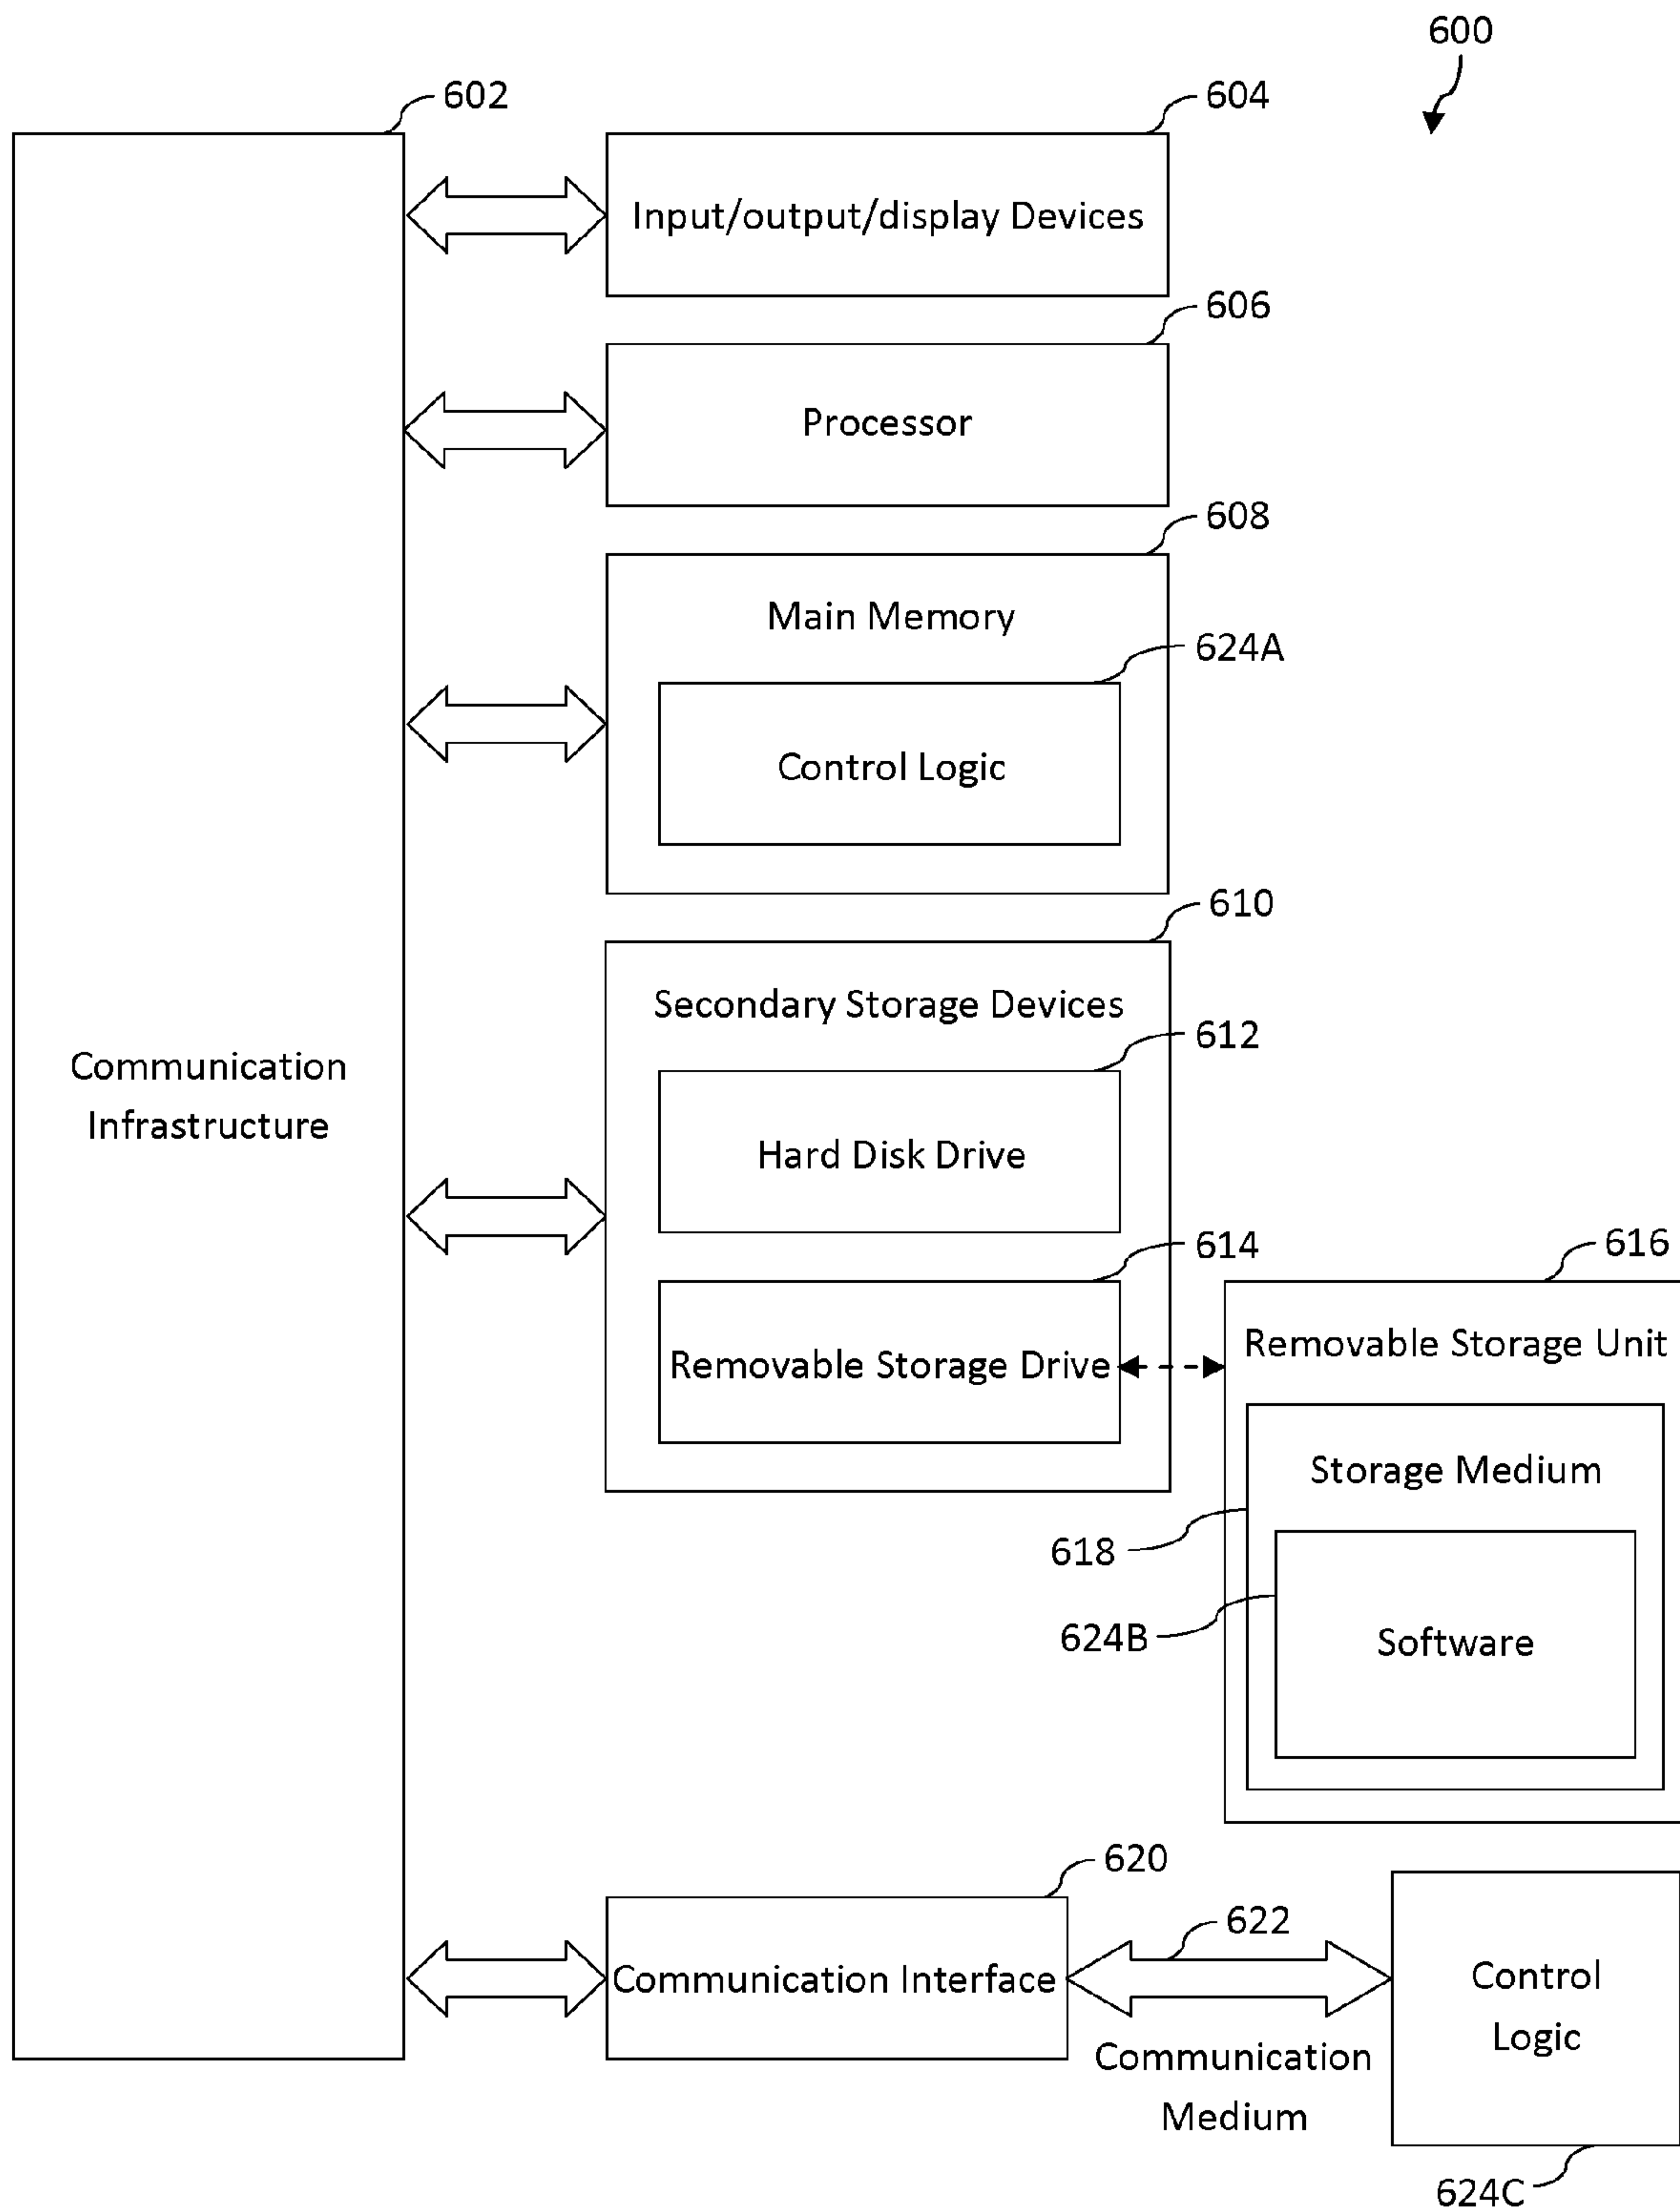 600
602
604
Input/output/display Devices
606
Processor
608
Main Memory
624A
Control Logic
610
Secondary Storage Devices
612
Hard Disk Drive
Communication
Infrastructure
614
Removable Storage Drive
616
Removable Storage Unit
Storage Medium
618
624B
Software
620
Communication Interface
622
Communication
Medium
Control
Logic
624C